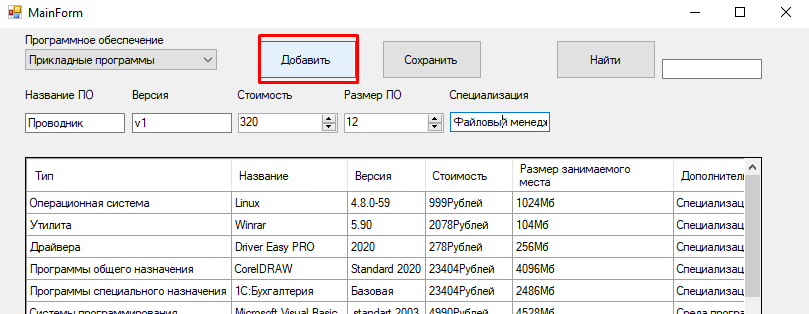 MainForm
Программное обеспечение
Прикладные программы Добавить Сохранить Найти
Название ПО Версия Стоимость Размер ПО Специализация
Проводник v1 320 12 Файловый менедж
Тип Название Версия Стоимость Размер занимаемого места Дополнитель
Операционная система Linux 4.8.0-59 999Рублей 1024Мб Специализац
Утилита Winrar 5.90 2078Рублей 104Мб Специализац
Драйвера Driver Easy PRO 2020 278Рублей 256Мб Специализац
Программы общего назначения CorelDRAW Standard 2020 23404Рублей 4096Мб Специализац
Программы специального назначения 1С:Бухгалтерия Базовая 23404Рублей 2486Мб Специализац
Системы программирования Microsoft Visual Basic standart 2003 4990Рублей 4528Мб Среда програ